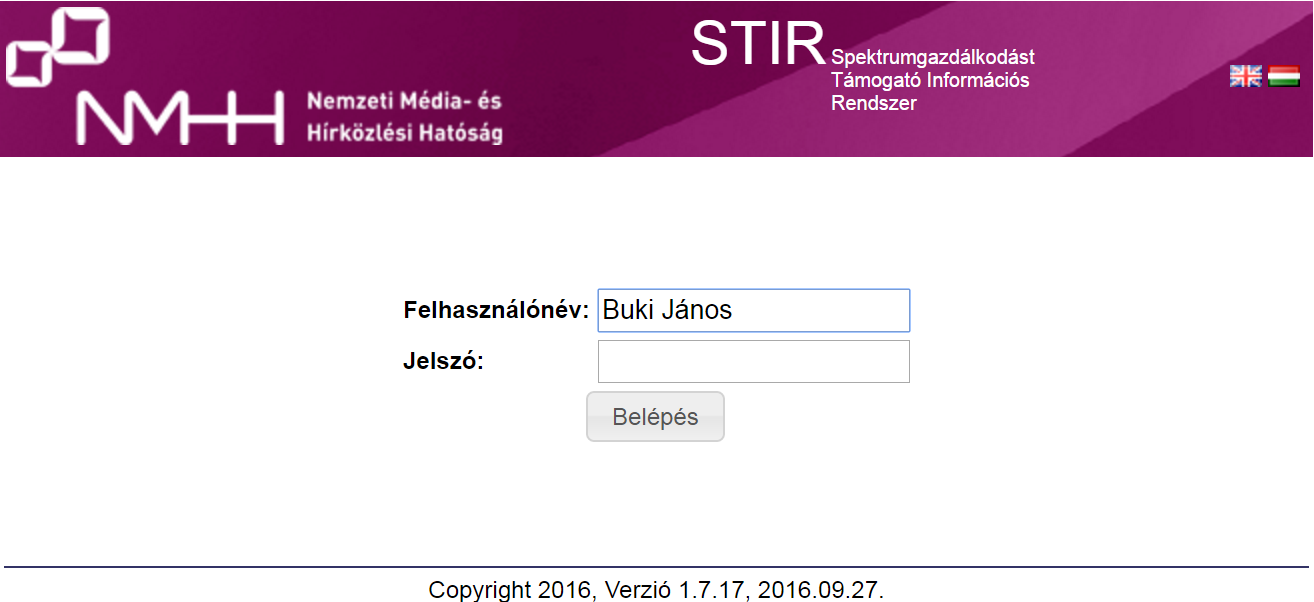 NMHH
Nemzeti Média- és
Hírközlési Hatóság
STIR
Spektrumgazdálkodást
Támogató Információs
Rendszer
Felhasználónév: Buki János
Jelszó:
Belépés
Copyright 2016, Verzió 1.7.17, 2016.09.27.